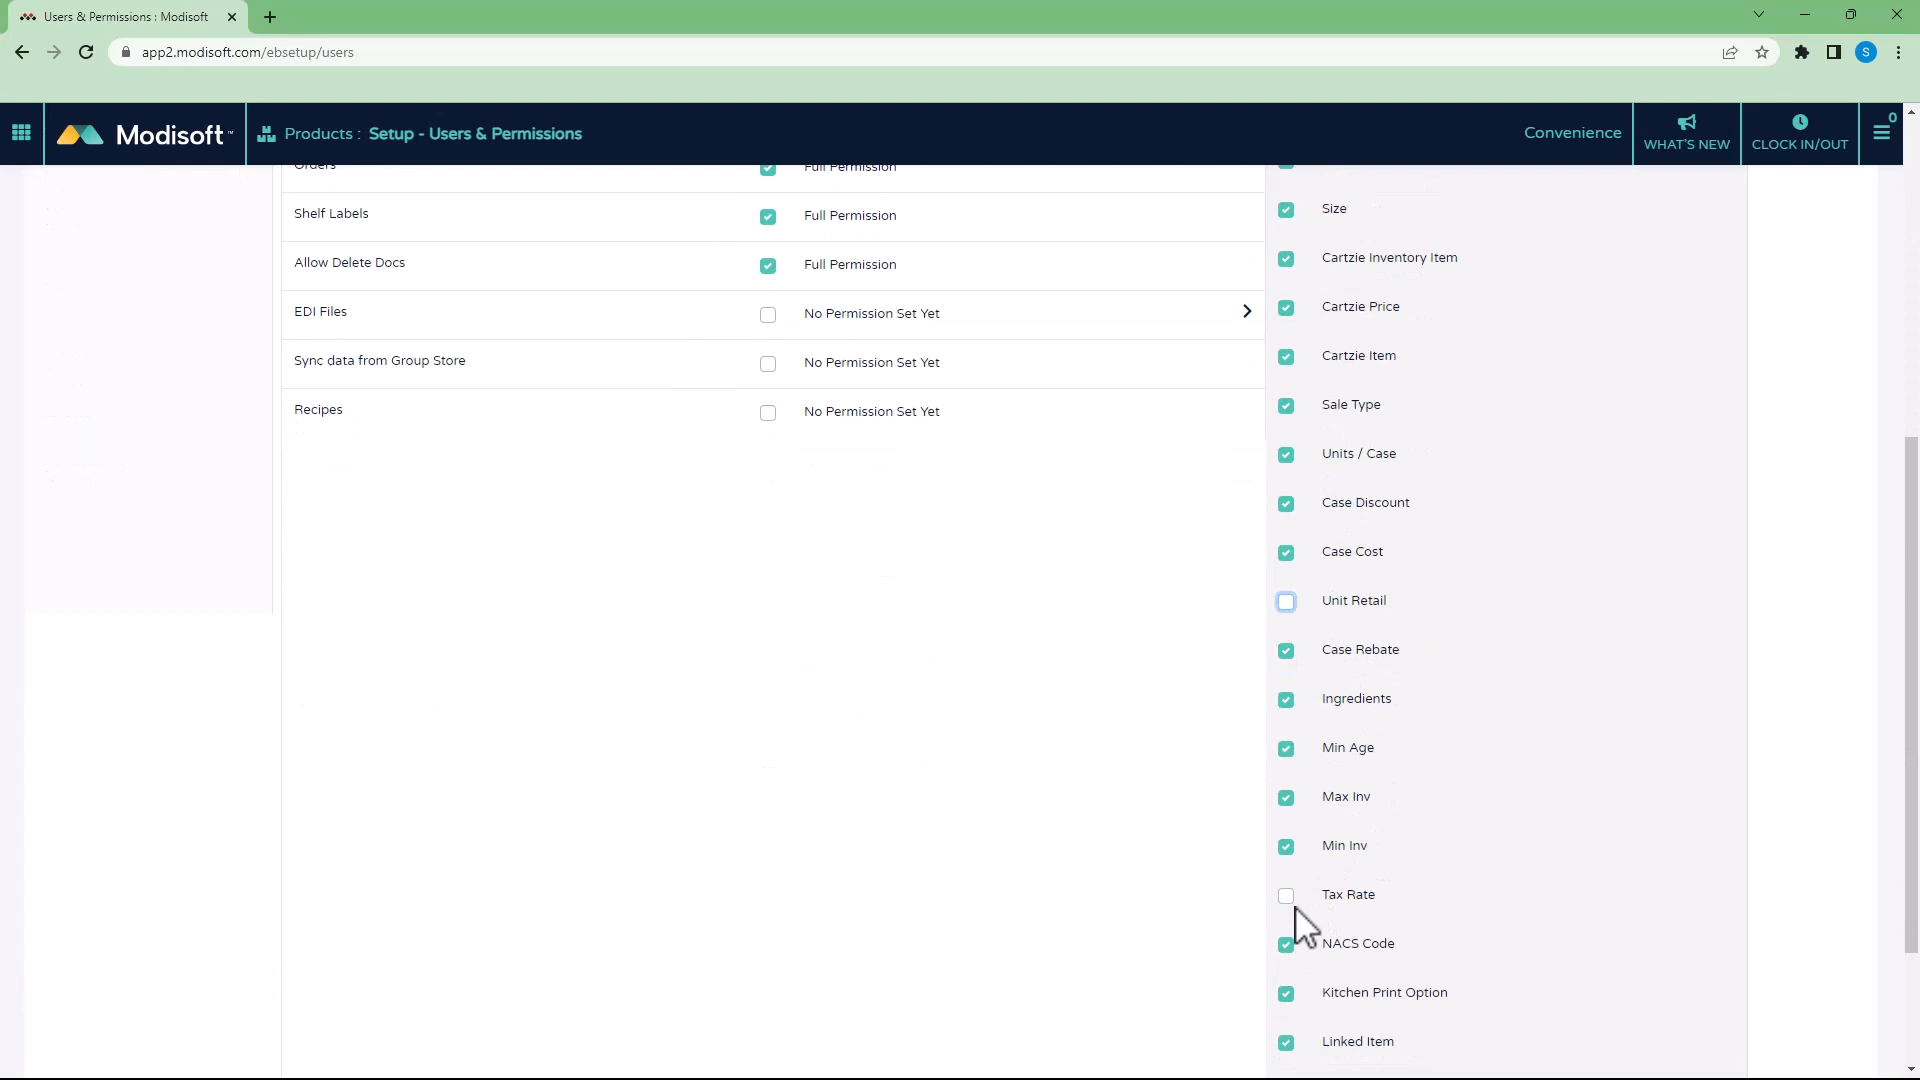 Users & Permissions : Modisoft
app2.modisoft.com/ebsetup/users
S
Modisoft™
Products : Setup - Users & Permissions
Convenience
WHAT'S NEW
CLOCK IN/OUT
0
Orders Full Permission
Shelf Labels Full Permission
Allow Delete Docs Full Permission
EDI Files No Permission Set Yet
Sync data from Group Store No Permission Set Yet
Recipes No Permission Set Yet
Size
Cartzie Inventory Item
Cartzie Price
Cartzie Item
Sale Type
Units / Case
Case Discount
Case Cost
Unit Retail
Case Rebate
Ingredients
Min Age
Max Inv
Min Inv
Tax Rate
NACS Code
Kitchen Print Option
Linked Item